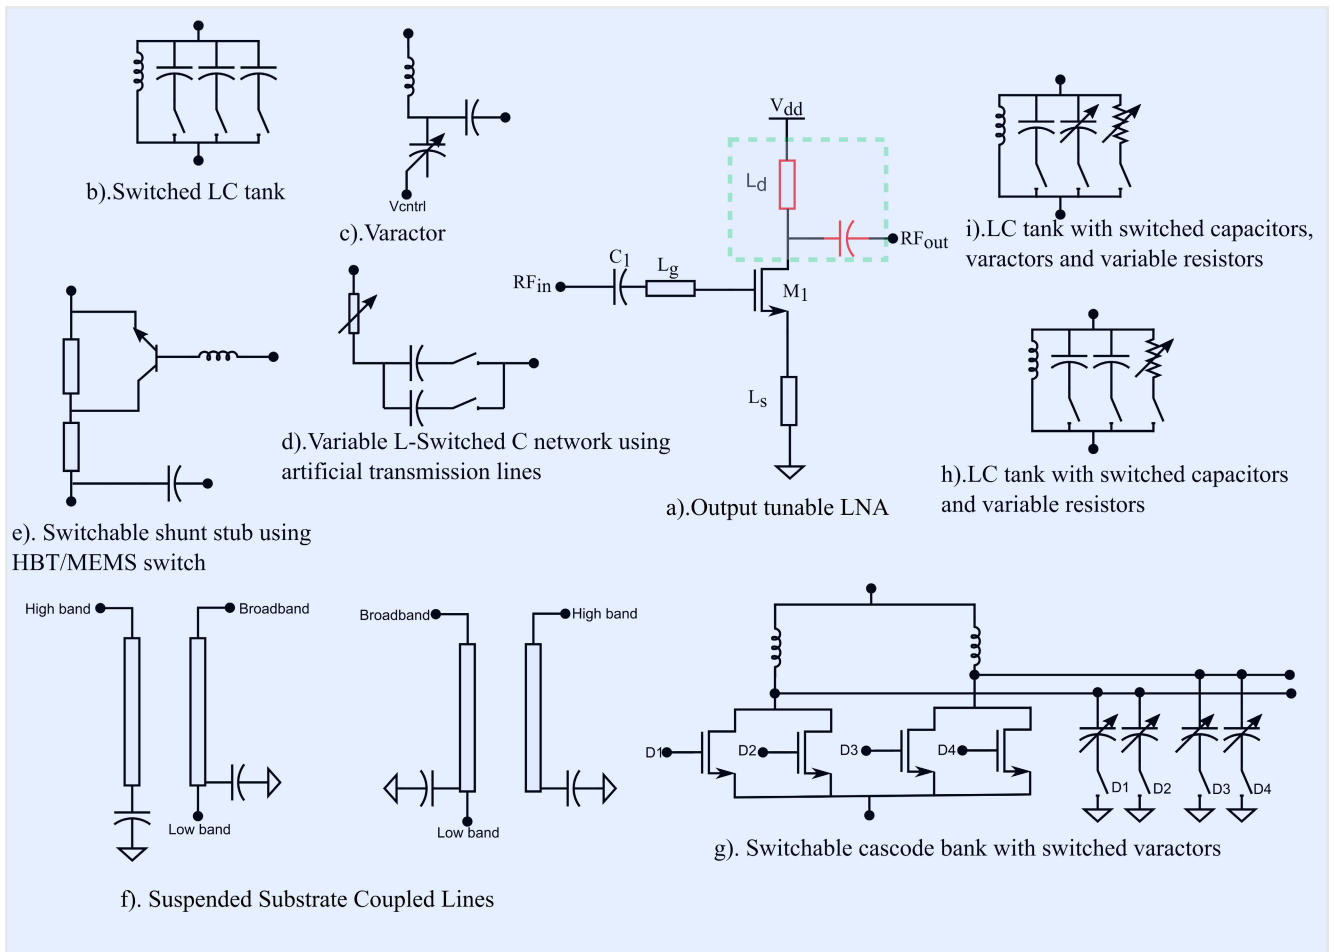 b).Switched LC tank
Vcntrl
c).Varactor
Vdd
Ld
RFout
C1
Lg
RFin
M1
Ls
a).Output tunable LNA
i).LC tank with switched capacitors,
varactors and variable resistors
h).LC tank with switched capacitors
and variable resistors
d).Variable L-Switched C network using
artificial transmission lines
e). Switchable shunt stub using
HBT/MEMS switch
High band
Broadband
Low band
Broadband
High band
Low band
f). Suspended Substrate Coupled Lines
D1
D2
D3
D4
D1
D2
D3
D4
g). Switchable cascode bank with switched varactors